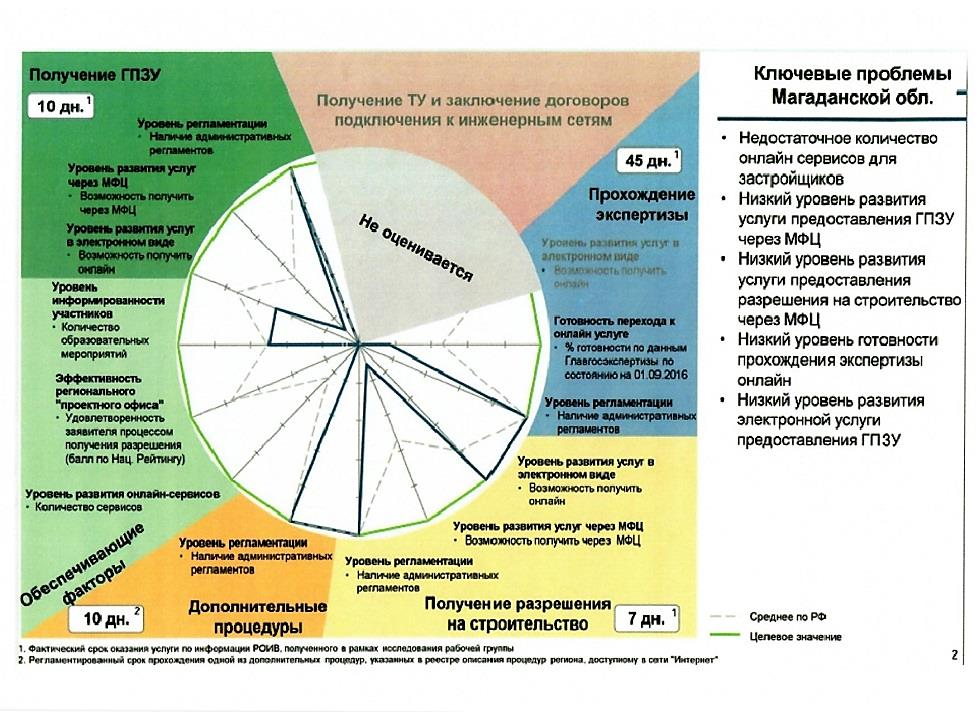 Получение ГПЗУ
10 дн.1
Уровень регламентации
• Наличие административных
регламентов
Уровень развития услуг
через МФЦ
• Возможность получить
через МФЦ
Уровень развития услуг
в электронном виде
• Возможность получить
онлайн
Уровень
информированности
участников
• Количество
образовательных
мероприятий
Эффективность
регионального
"проектного офиса"
• Удовлетворенность
заявителя процессом
получения разрешения
(балл по Нац. Рейтингу)
Уровень развития онлайн-сервисов
• Количество сервисов
Обеспечивающие
факторы
Получение ТУ и заключение договоров
подключения к инженерным сетям
Не оценивается
45 дн.1
Прохождение
экспертизы
Уровень развития услуг в
электронном виде
• Возможность получить
онлайн
Готовность перехода к
онлайн услуге
• % готовности по данным
Главгосэкспертизы по
состоянию на 01.09.2016
Уровень регламентации
• Наличие административных
регламентов
Уровень развития услуг в
электронном виде
• Возможность получить
онлайн
Уровень развития услуг через МФЦ
• Возможность получить через МФЦ
Уровень регламентации
• Наличие административных
регламентов
Получение разрешения
на строительство
7 дн.1
Уровень регламентации
• Наличие административных
регламентов
10 дн.2
Дополнительные
процедуры
Ключевые проблемы
Магаданской обл.
• Недостаточное количество
онлайн сервисов для
застройщиков
• Низкий уровень развития
услуги предоставления ГПЗУ
через МФЦ
• Низкий уровень развития
услуги предоставления
разрешения на строительство
через МФЦ
• Низкий уровень готовности
прохождения экспертизы
онлайн
• Низкий уровень развития
электронной услуги
предоставления ГПЗУ
Среднее по РФ
Целевое значение
1. Фактический срок оказания услуги по информации РОИВ, полученного в рамках исследования рабочей группы
2. Регламентированный срок прохождения одной из дополнительных процедур, указанных в реестре описания процедур региона, доступному в сети "Интернет"
2